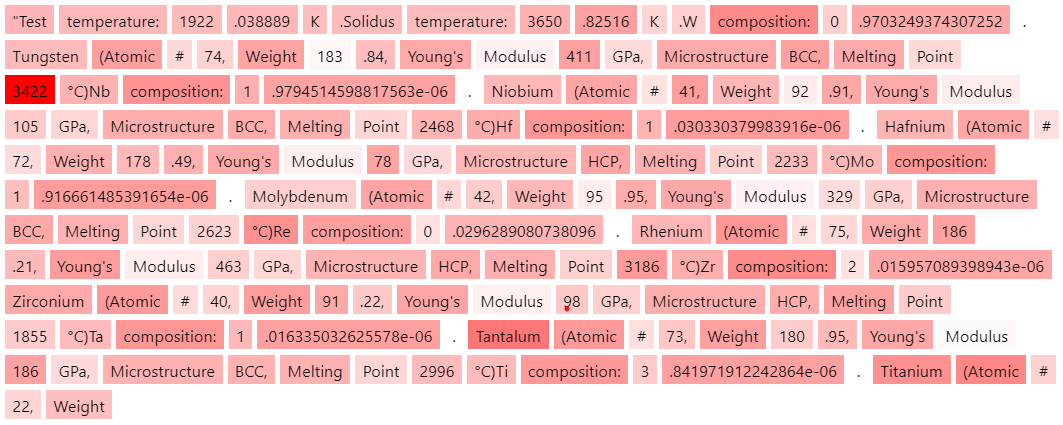 "Test temperature: 1922 .038889 K .Solidus temperature: 3650 .82516 K .W composition: 0 .9703249374307252 .
Tungsten (Atomic # 74, Weight 183 .84, Young's Modulus 411 GPa, Microstructure BCC, Melting Point
3422 °C)Nb composition: 1 .9794514598817563e-06 . Niobium (Atomic # 41, Weight 92 .91, Young's Modulus
105 GPa, Microstructure BCC, Melting Point 2468 °C)Hf composition: 1 .030330379983916e-06 . Hafnium (Atomic #
72, Weight 178 .49, Young's Modulus 78 GPa, Microstructure HCP, Melting Point 2233 °C)Mo composition:
1 .916661485391654e-06 . Molybdenum (Atomic # 42, Weight 95 .95, Young's Modulus 329 GPa, Microstructure
BCC, Melting Point 2623 °C)Re composition: 0 .0296289080738096 . Rhenium (Atomic # 75, Weight 186
.21, Young's Modulus 463 GPa, Microstructure HCP, Melting Point 3186 °C)Zr composition: 2 .015957089398943e-06
Zirconium (Atomic # 40, Weight 91 .22, Young's Modulus 98 GPa, Microstructure HCP, Melting Point
1855 °C)Ta composition: 1 .016335032625578e-06 . Tantalum (Atomic # 73, Weight 180 .95, Young's Modulus
186 GPa, Microstructure BCC, Melting Point 2996 °C)Ti composition: 3 .841971912242864e-06 . Titanium (Atomic #
22, Weight